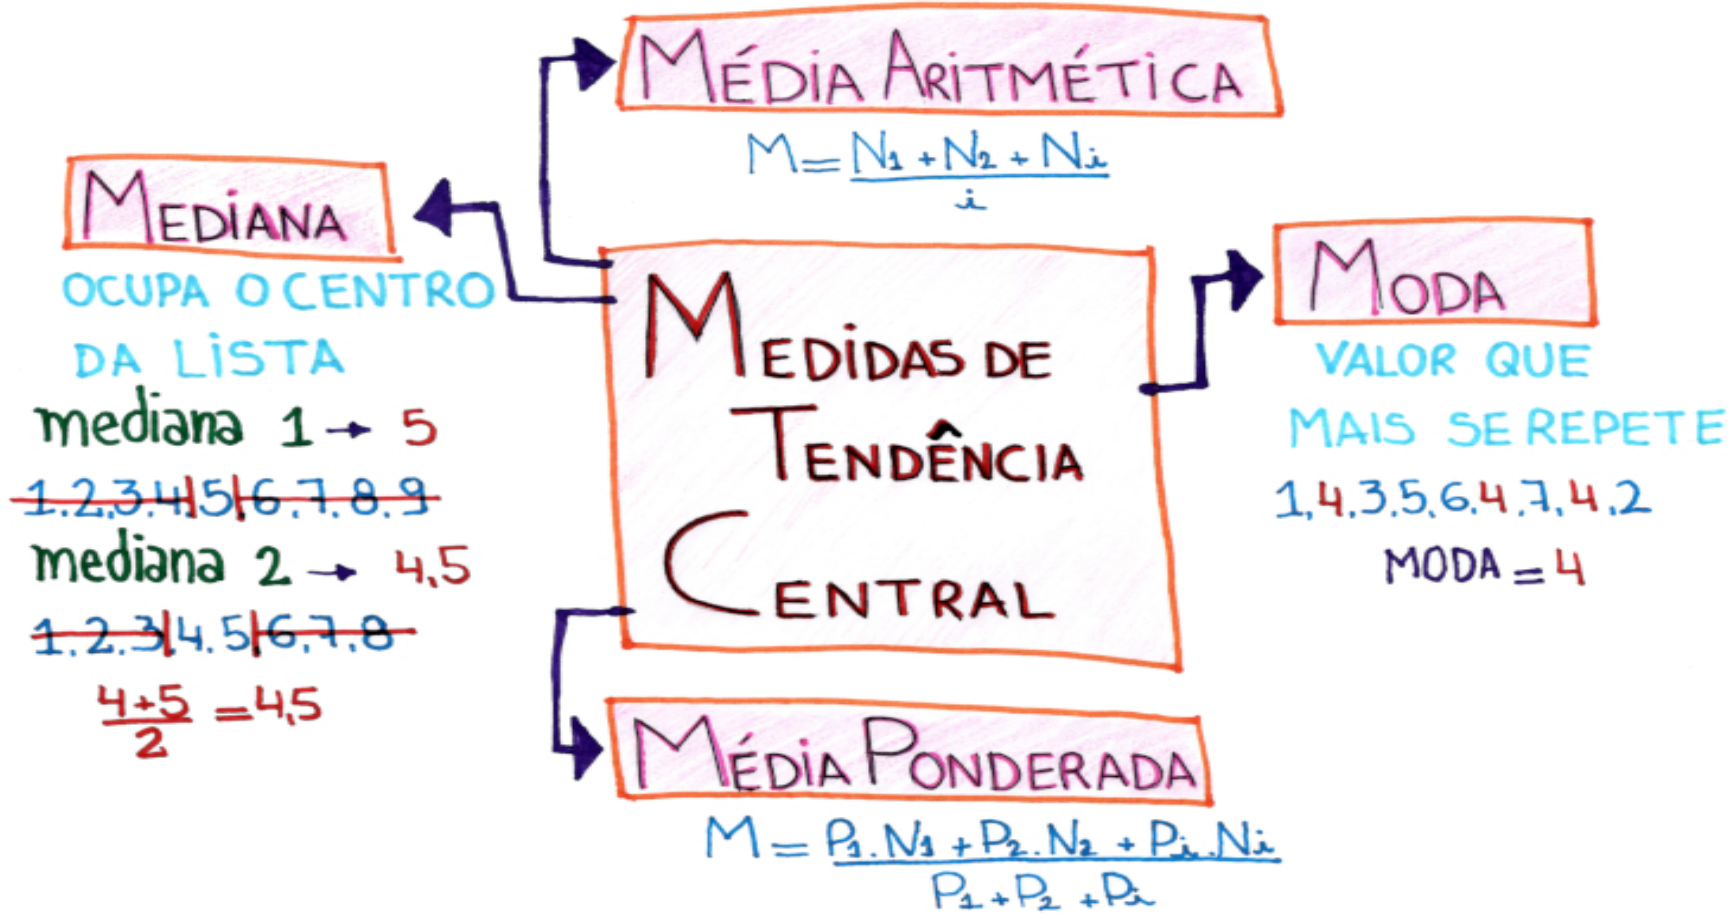 MÉDIA ARITMÉTICA
M = N₁ + N₂ + Nᵢ
i
MEDIANA
OCUPA O CENTRO
DA LISTA
mediana 1 → 5
1.2.3.4|5|6.7.8.9
mediana 2 → 4,5
1.2.3|4.5|6.7.8
4+5
2
=4,5
MEDIDAS DE
TENDÊNCIA
CENTRAL
MODA
VALOR QUE
MAIS SE REPETE
1,4.3.5.6.4.7.4.2
MODA = 4
MÉDIA PONDERADA
M = P₁.N₁ + P₂.N₂ + Pᵢ.Nᵢ
P₁ + P₂ + Pᵢ